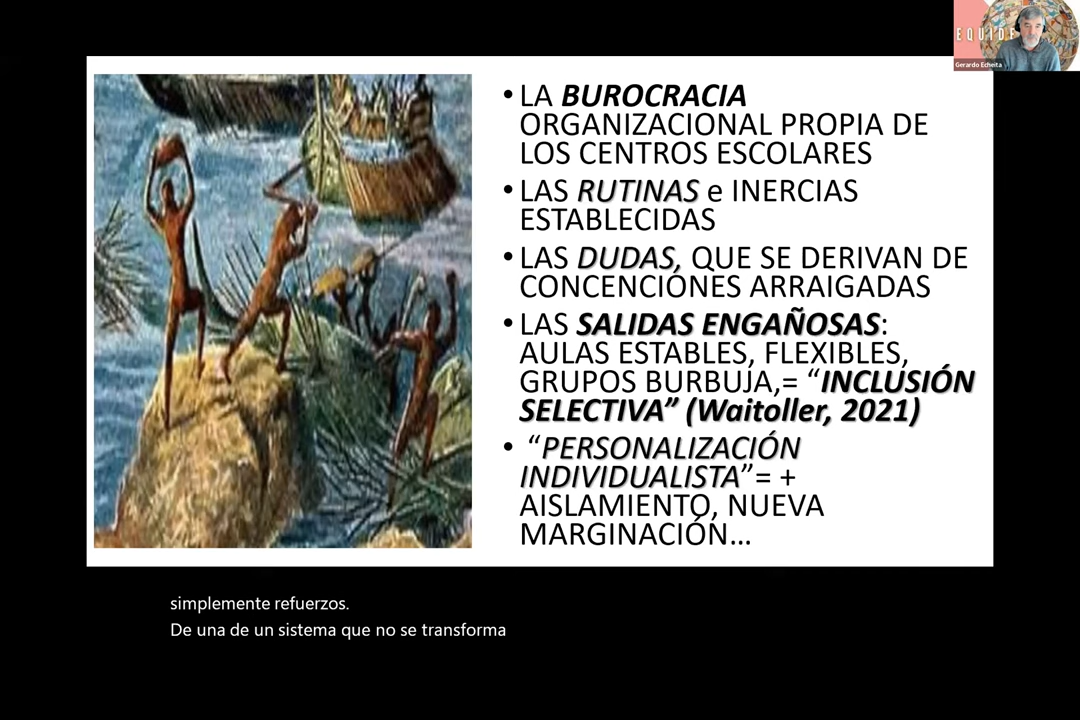 EQUIDE
Gerardo Echeita
• LA BUROCRACIA
ORGANIZACIONAL PROPIA DE
LOS CENTROS ESCOLARES
• LAS RUTINAS e INERCIAS
ESTABLECIDAS
• LAS DUDAS, QUE SE DERIVAN DE
CONCENCIONES ARRAIGADAS
• LAS SALIDAS ENGAÑOSAS:
AULAS ESTABLES, FLEXIBLES,
GRUPOS BURBUJA,= “INCLUSIÓN
SELECTIVA” (Waitoller, 2021)
• “PERSONALIZACIÓN
INDIVIDUALISTA”= +
AISLAMIENTO, NUEVA
MARGINACIÓN...
simplemente refuerzos.
De una de un sistema que no se transforma